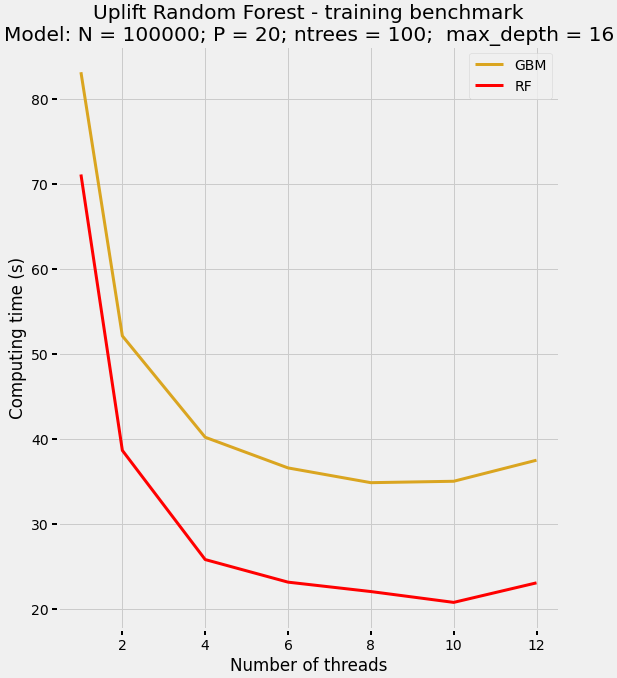 Uplift Random Forest - training benchmark
Model: N = 100000; P = 20; ntrees = 100;  max_depth = 16
GBM
RF
Computing time (s)
80
70
60
50
40
30
20
2 4 6 8 10 12
Number of threads